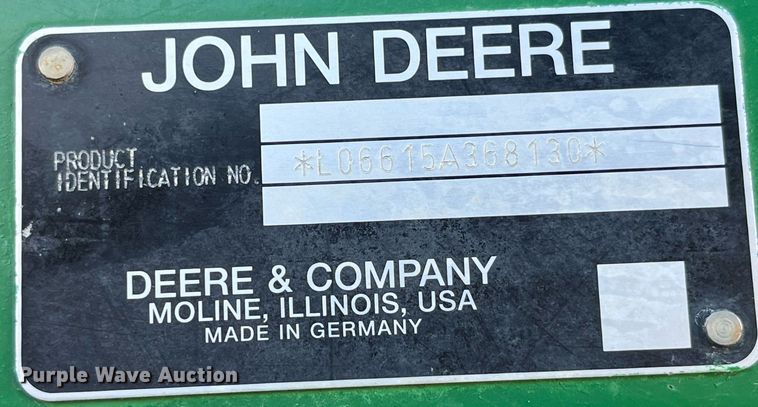 JOHN DEERE
PRODUCT
IDENTIFICATION NO.
*L06615A368130*
DEERE & COMPANY
MOLINE, ILLINOIS, USA
MADE IN GERMANY
Purple Wave Auction